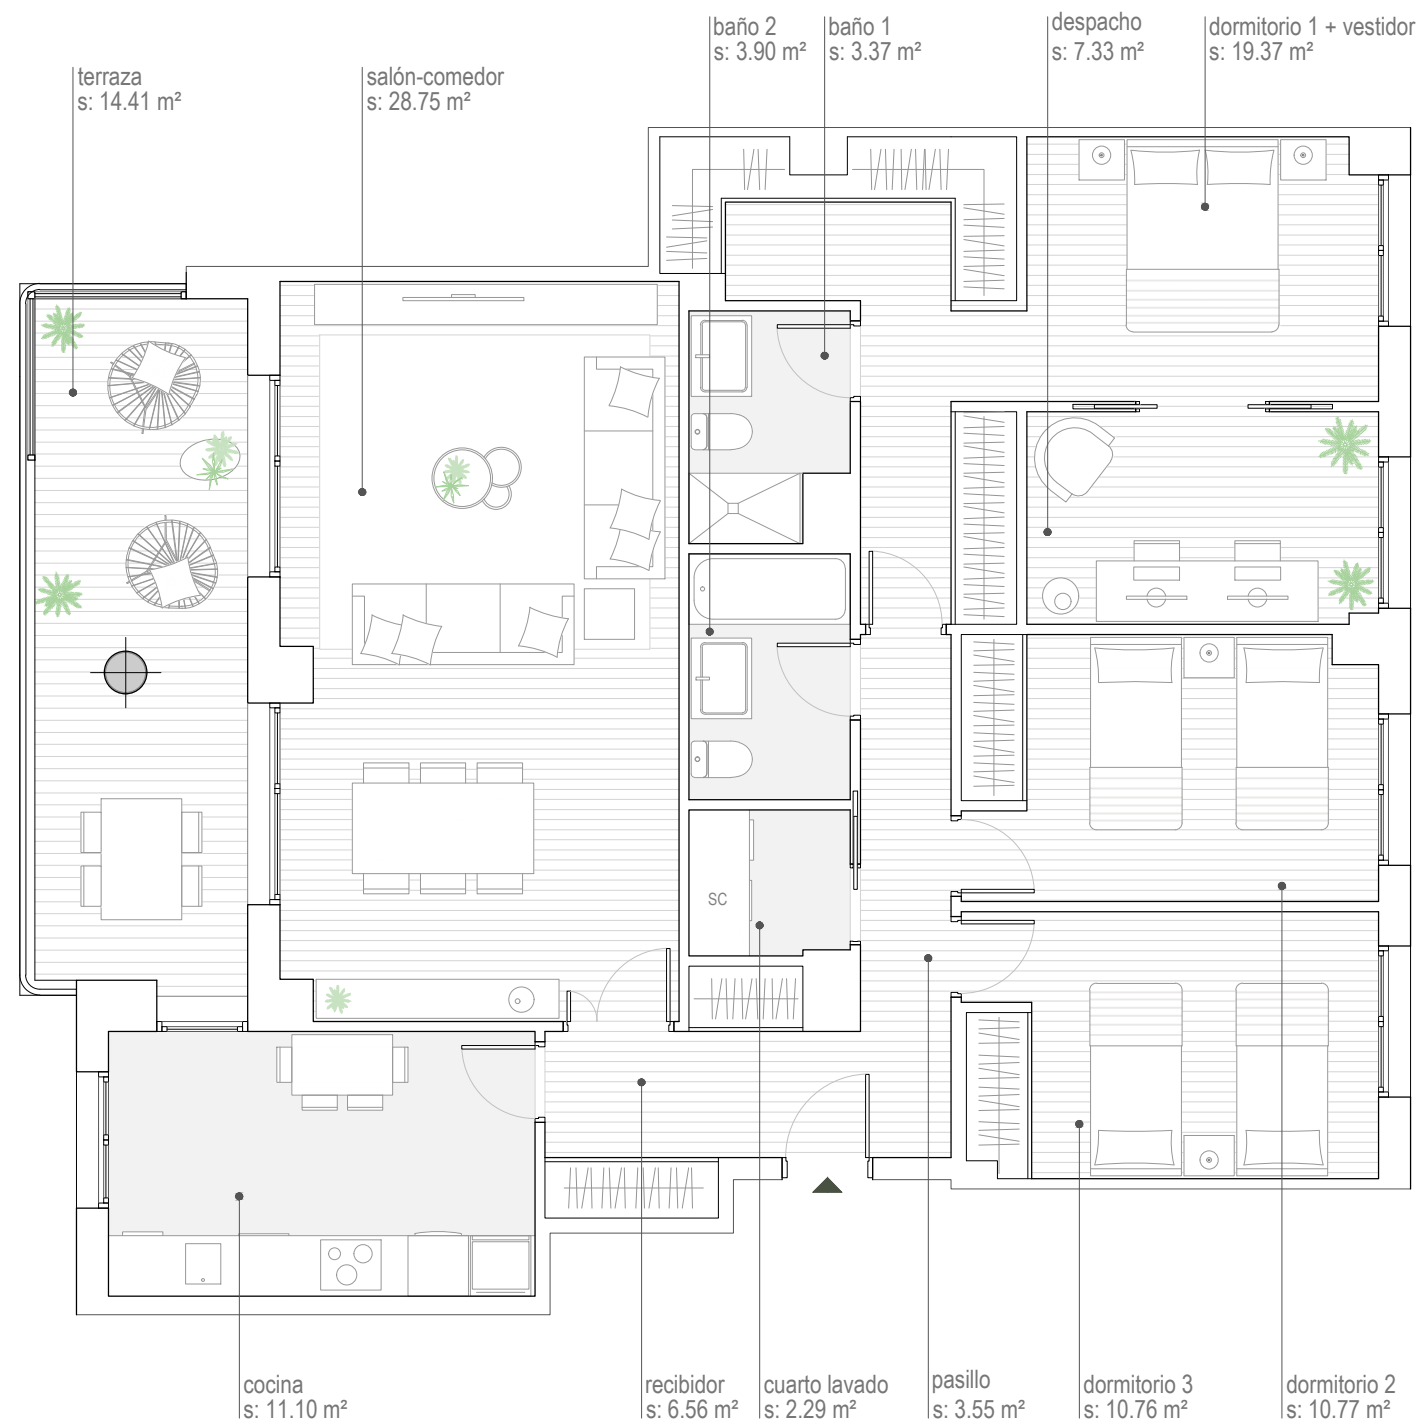 baño 2
s: 3.90 m²
baño 1
s: 3.37 m²
despacho
s: 7.33 m²
dormitorio 1 + vestidor
s: 19.37 m²
terraza
s: 14.41 m²
salón-comedor
s: 28.75 m²
SC
cocina
s: 11.10 m²
recibidor
s: 6.56 m²
cuarto lavado
s: 2.29 m²
pasillo
s: 3.55 m²
dormitorio 3
s: 10.76 m²
dormitorio 2
s: 10.77 m²